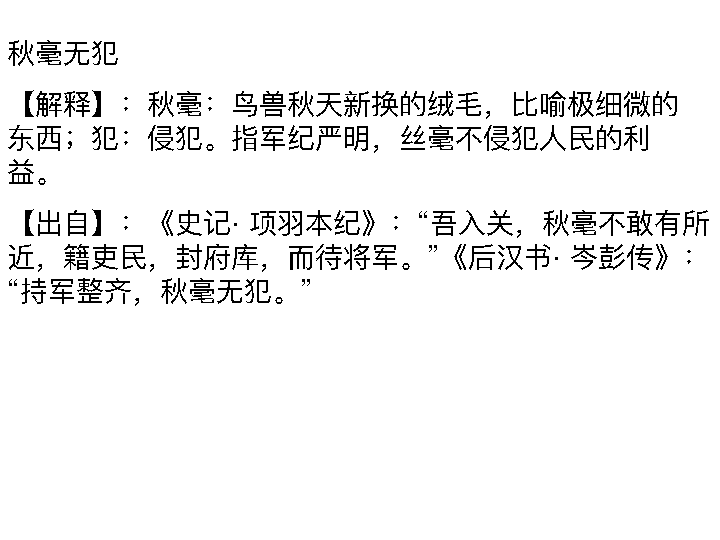 秋毫无犯
【解释】：秋毫：鸟兽秋天新换的绒毛，比喻极细微的
东西；犯：侵犯。指军纪严明，丝毫不侵犯人民的利
益。
【出自】：《史记· 项羽本纪》：“吾入关，秋毫不敢有所
近，籍吏民，封府库，而待将军。”《后汉书· 岑彭传》：
“持军整齐，秋毫无犯。”